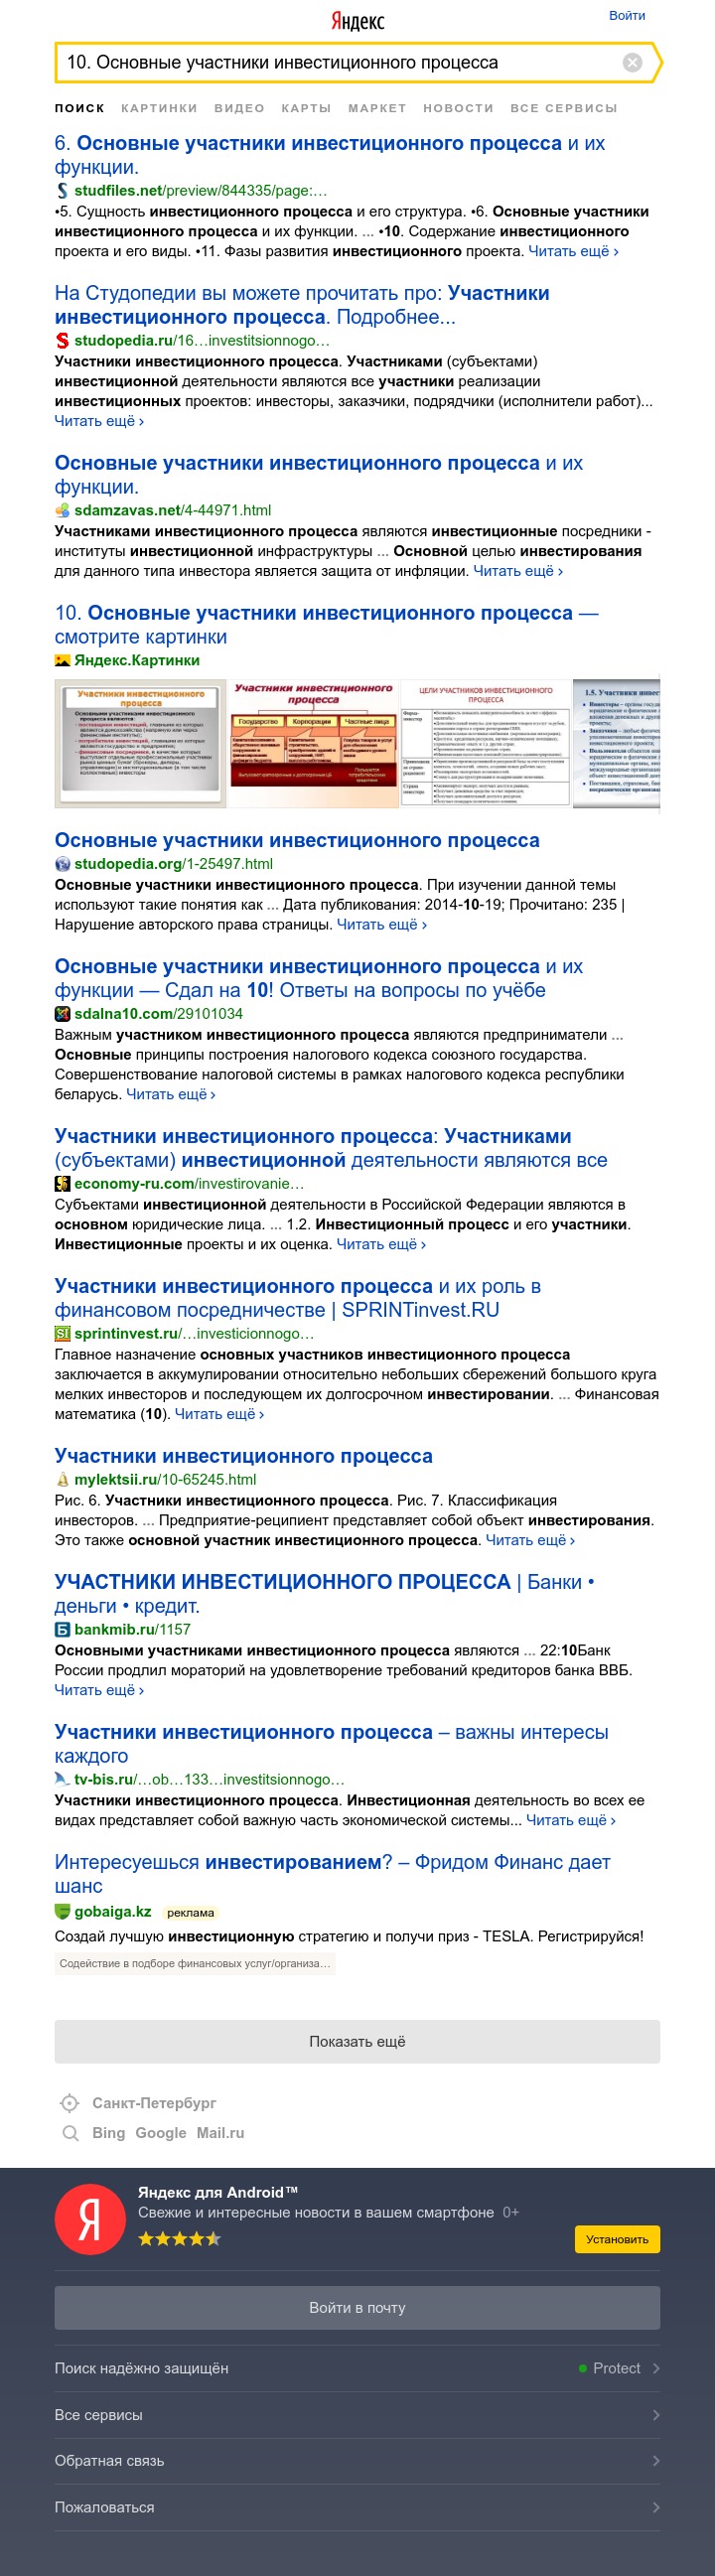 Яндекс
Войти
10. Основные участники инвестиционного процесса
ПОИСК КАРТИНКИ ВИДЕО КАРТЫ МАРКЕТ НОВОСТИ ВСЕ СЕРВИСЫ
6. Основные участники инвестиционного процесса и их
функции.
studfiles.net/preview/844335/page:…
•5. Сущность инвестиционного процесса и его структура. •6. Основные участники
инвестиционного процесса и их функции. ... •10. Содержание инвестиционного
проекта и его виды. •11. Фазы развития инвестиционного проекта. Читать ещё ›
На Студопедии вы можете прочитать про: Участники
инвестиционного процесса. Подробнее...
studopedia.ru/16…investitsionnogo…
Участники инвестиционного процесса. Участниками (субъектами)
инвестиционной деятельности являются все участники реализации
инвестиционных проектов: инвесторы, заказчики, подрядчики (исполнители работ)...
Читать ещё ›
Основные участники инвестиционного процесса и их
функции.
sdamzavas.net/4-44971.html
Участниками инвестиционного процесса являются инвестиционные посредники -
институты инвестиционной инфраструктуры ... Основной целью инвестирования
для данного типа инвестора является защита от инфляции. Читать ещё ›
10. Основные участники инвестиционного процесса —
смотрите картинки
Яндекс.Картинки
Участники инвестиционного
процесса
Участники инвестиционного
процесса
Государство Корпорации Частные лица
ЦЕЛИ УЧАСТНИКОВ ИНВЕСТИЦИОННОГО
ПРОЦЕССА
1.5. Участники инвес
Основные участники инвестиционного процесса
studopedia.org/1-25497.html
Основные участники инвестиционного процесса. При изучении данной темы
используют такие понятия как ... Дата публикования: 2014-10-19; Прочитано: 235 |
Нарушение авторского права страницы. Читать ещё ›
Основные участники инвестиционного процесса и их
функции — Сдал на 10! Ответы на вопросы по учёбе
sdalna10.com/29101034
Важным участником инвестиционного процесса являются предприниматели ...
Основные принципы построения налогового кодекса союзного государства.
Совершенствование налоговой системы в рамках налогового кодекса республики
беларусь. Читать ещё ›
Участники инвестиционного процесса: Участниками
(субъектами) инвестиционной деятельности являются все
economy-ru.com/investirovanie…
Субъектами инвестиционной деятельности в Российской Федерации являются в
основном юридические лица. ... 1.2. Инвестиционный процесс и его участники.
Инвестиционные проекты и их оценка. Читать ещё ›
Участники инвестиционного процесса и их роль в
финансовом посредничестве | SPRINTinvest.RU
sprintinvest.ru/…investicionnogo…
Главное назначение основных участников инвестиционного процесса
заключается в аккумулировании относительно небольших сбережений большого круга
мелких инвесторов и последующем их долгосрочном инвестировании. ... Финансовая
математика (10). Читать ещё ›
Участники инвестиционного процесса
mylektsii.ru/10-65245.html
Рис. 6. Участники инвестиционного процесса. Рис. 7. Классификация
инвесторов. ... Предприятие-реципиент представляет собой объект инвестирования.
Это также основной участник инвестиционного процесса. Читать ещё ›
УЧАСТНИКИ ИНВЕСТИЦИОННОГО ПРОЦЕССА | Банки •
деньги • кредит.
bankmib.ru/1157
Основными участниками инвестиционного процесса являются ... 22:10Банк
России продлил мораторий на удовлетворение требований кредиторов банка ВВБ.
Читать ещё ›
Участники инвестиционного процесса – важны интересы
каждого
tv-bis.ru/…ob…133…investitsionnogo…
Участники инвестиционного процесса. Инвестиционная деятельность во всех ее
видах представляет собой важную часть экономической системы... Читать ещё ›
Интересуешься инвестированием? – Фридом Финанс дает
шанс
gobaiga.kz реклама
Создай лучшую инвестиционную стратегию и получи приз - TESLA. Регистрируйся!
Содействие в подборе финансовых услуг/организа…
Показать ещё
Санкт-Петербург
Bing Google Mail.ru
Яндекс для Android™
Свежие и интересные новости в вашем смартфоне 0+
Установить
Войти в почту
Поиск надёжно защищён Protect
Все сервисы
Обратная связь
Пожаловаться